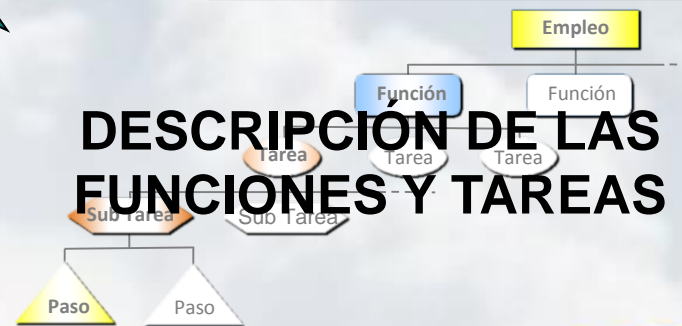 Empleo
Función Función
DESCRIPCIÓN DE LAS
Tarea Tarea Tarea
FUNCIONES Y TAREAS
Sub Tarea Sub Tarea
Paso Paso